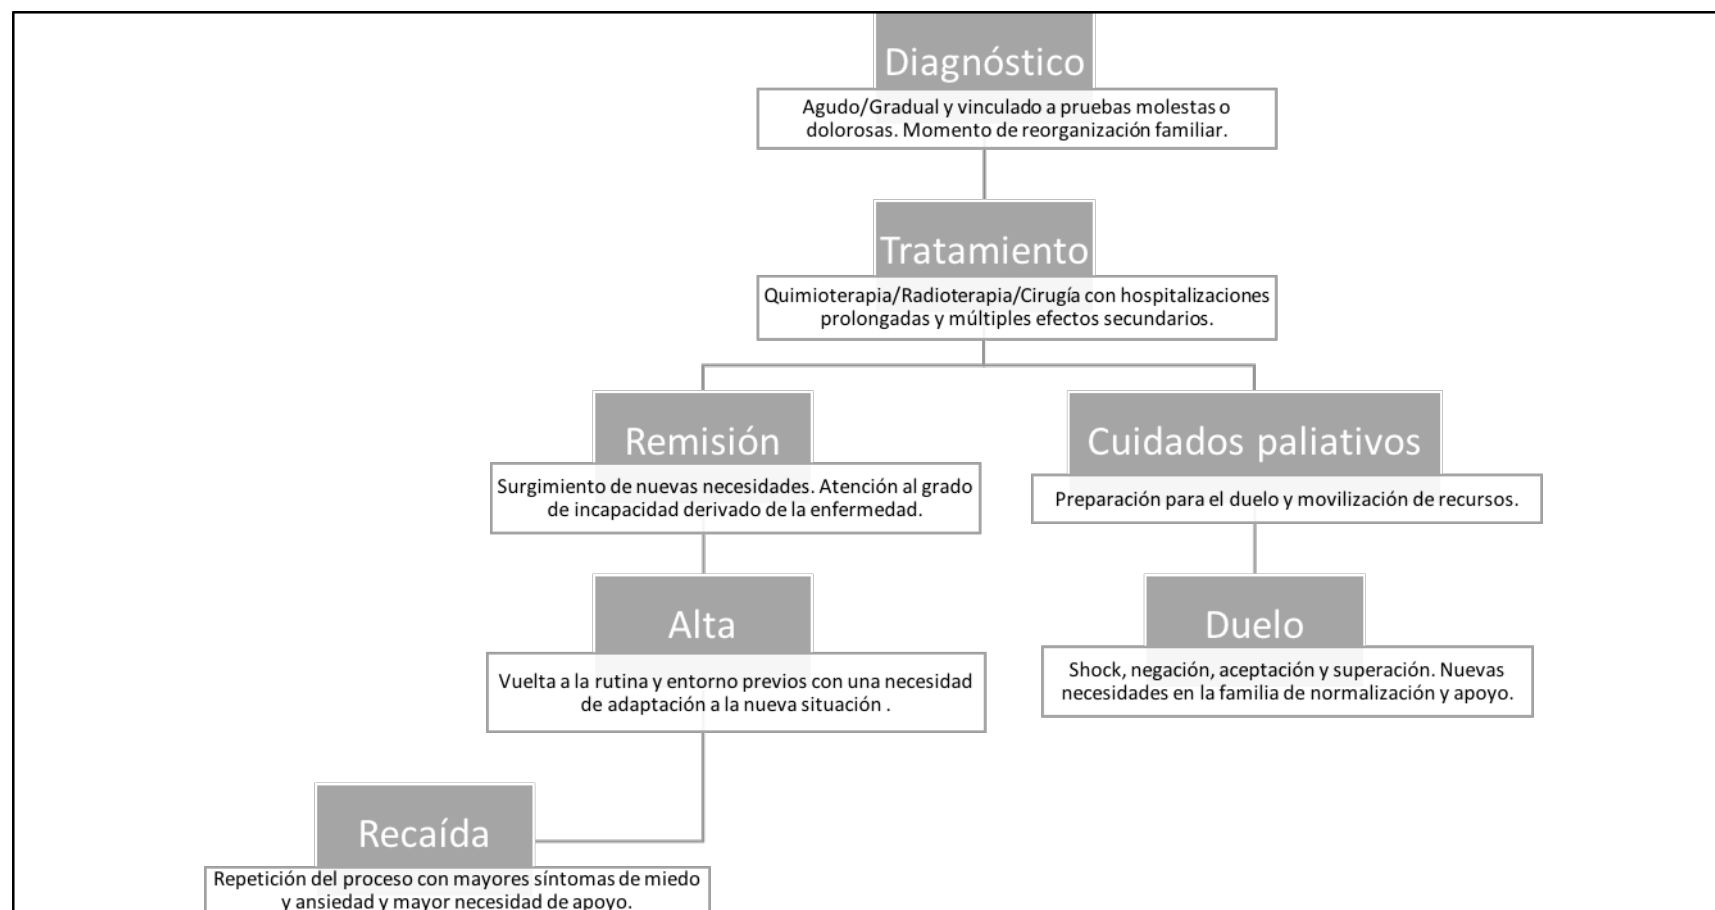 Diagnóstico
Agudo/Gradual y vinculado a pruebas molestas o
dolorosas. Momento de reorganización familiar.
Tratamiento
Quimioterapia/Radioterapia/Cirugía con hospitalizaciones
prolongadas y múltiples efectos secundarios.
Remisión
Surgimiento de nuevas necesidades. Atención al grado
de incapacidad derivado de la enfermedad.
Cuidados paliativos
Preparación para el duelo y movilización de recursos.
Alta
Vuelta a la rutina y entorno previos con una necesidad
de adaptación a la nueva situación .
Duelo
Shock, negación, aceptación y superación. Nuevas
necesidades en la familia de normalización y apoyo.
Recaída
Repetición del proceso con mayores síntomas de miedo
y ansiedad y mayor necesidad de apoyo.